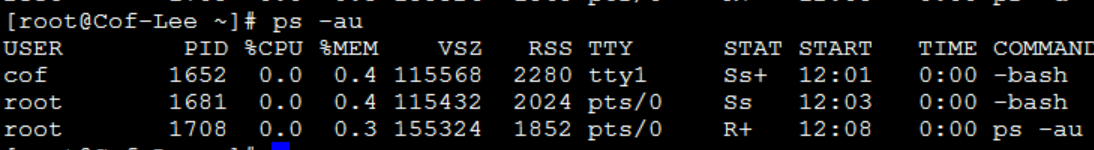 [root@Cof-Lee ~]# ps -au
USER PID %CPU %MEM VSZ RSS TTY STAT START TIME COMMAND
cof 1652 0.0 0.4 115568 2280 tty1 Ss+ 12:01 0:00 -bash
root 1681 0.0 0.4 115432 2024 pts/0 Ss 12:03 0:00 -bash
root 1708 0.0 0.3 155324 1852 pts/0 R+ 12:08 0:00 ps -au